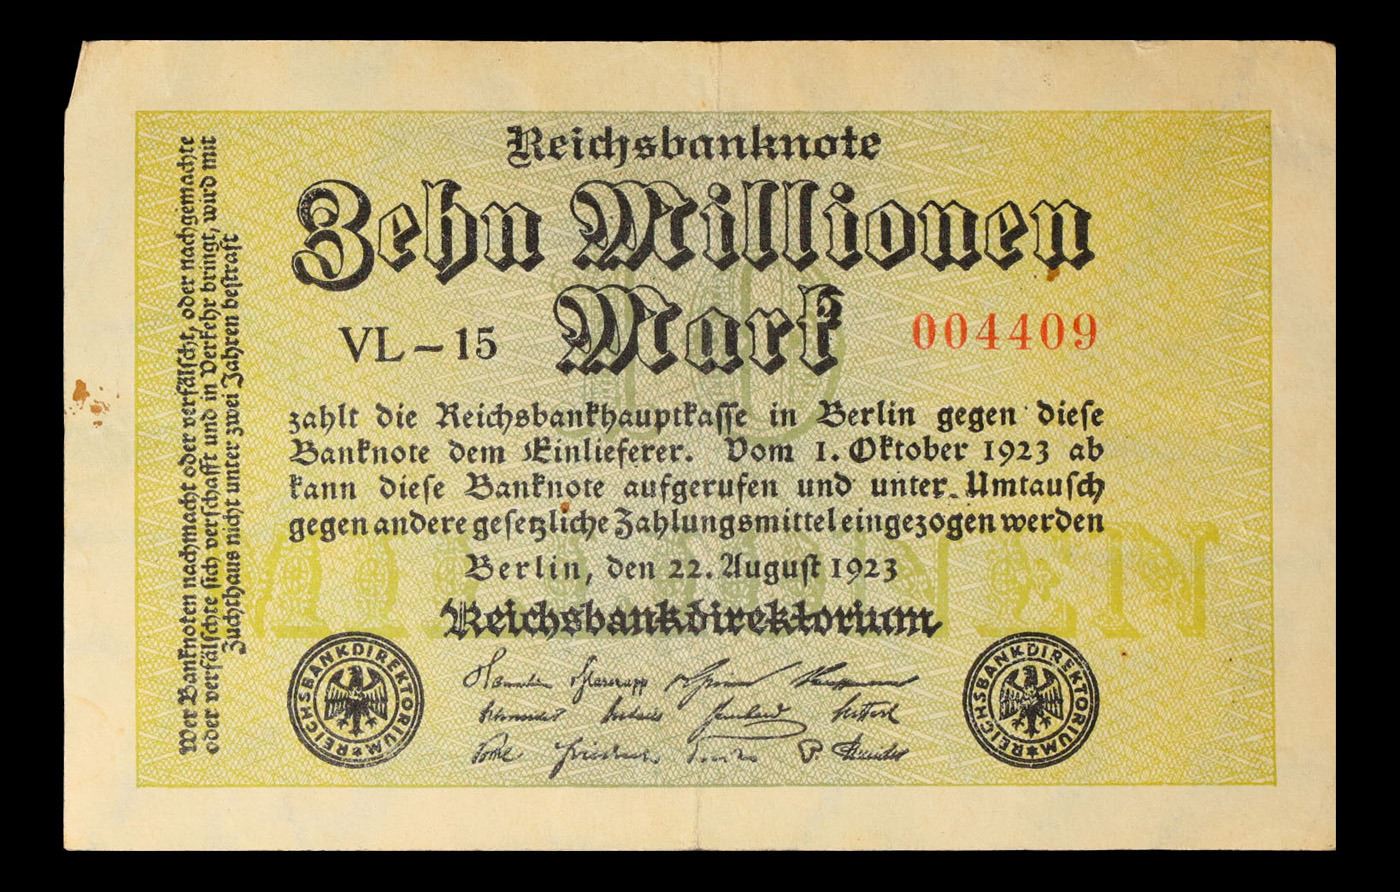 Reichsbanknote
Zehn Millionen
Mark
VL-15
004409
zahlt die Reichsbankhauptkasse in Berlin gegen diese
Banknote dem Einlieferer. Vom 1. Oktober 1923 ab
kann diese Banknote aufgerufen und unter Umtausch
gegen andere gesetzliche Zahlungsmittel eingezogen werden
Berlin, den 22. August 1923
Reichsbankdirektorium
REICHSBANKDIREKTORIUM
REICHSBANKDIREKTORIUM
Wer Banknoten nachmacht oder verfälscht, oder nachgemachte
oder verfälschte sich verschafft und in Verkehr bringt, wird mit
Zuchthaus nicht unter zwei Jahren bestraft
10
MILLIONEN